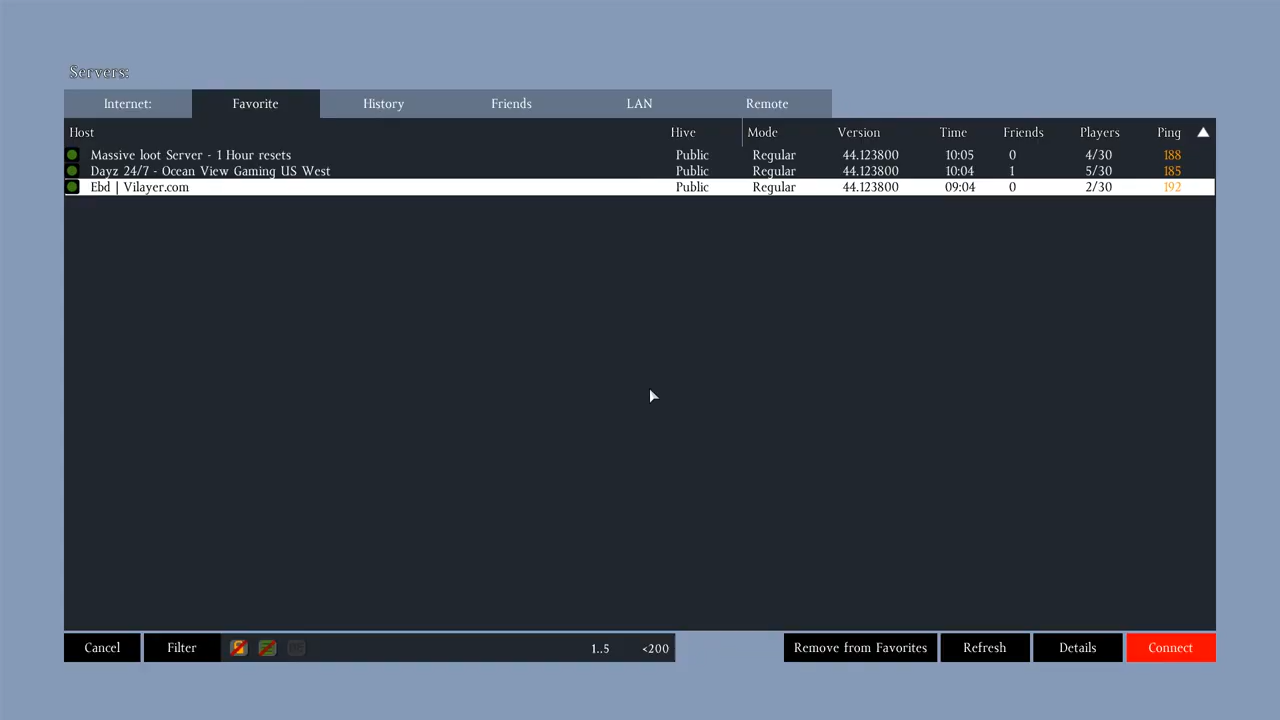 Servers:
Internet: Favorite History Friends LAN Remote
Host Hive Mode Version Time Friends Players Ping
Massive loot Server - 1 Hour resets Public Regular 44.123800 10:05 0 4/30 188
Dayz 24/7 - Ocean View Gaming US West Public Regular 44.123800 10:04 1 5/30 185
Ebd | Vilayer.com Public Regular 44.123800 09:04 0 2/30 192
Cancel Filter 1..5 <200 Remove from Favorites Refresh Details Connect